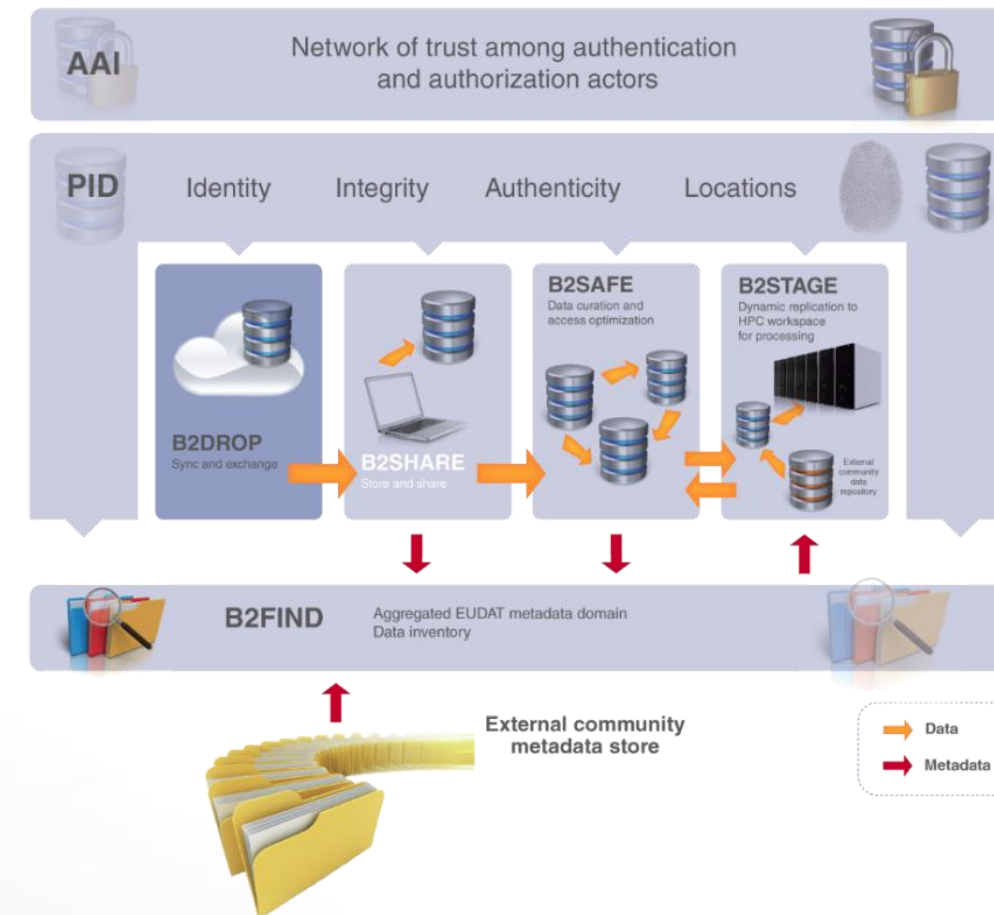 AAI
Network of trust among authentication
and authorization actors
PID
Identity
Integrity
Authenticity
Locations
B2DROP
Sync and exchange
B2SHARE
Store and share
B2SAFE
Data curation and
access optimization
B2STAGE
Dynamic replication to
HPC workspace
for processing
External
community
data
repository
B2FIND
Aggregated EUDAT metadata domain
Data inventory
External community
metadata store
Data
Metadata